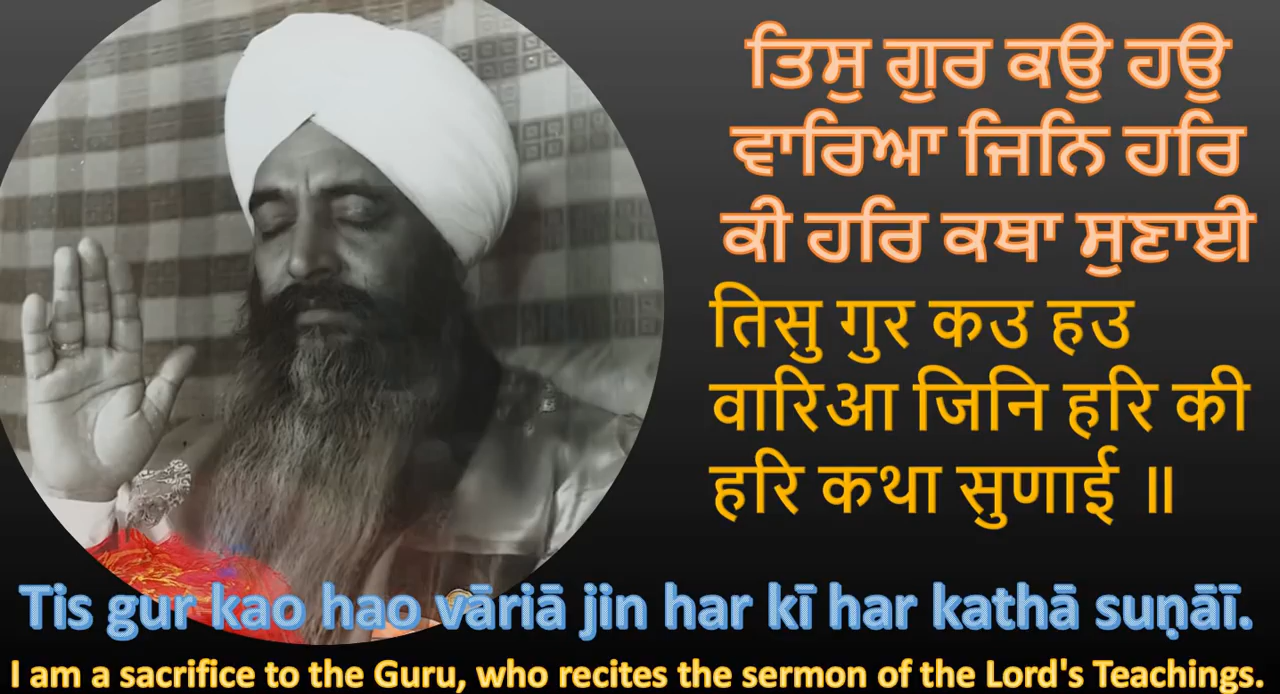 ਤਿਸੁ ਗੁਰ ਕਉ ਹਉ
ਵਾਰਿਆ ਜਿਨਿ ਹਰਿ
ਕੀ ਹਰਿ ਕਥਾ ਸੁਣਾਈ
तिसु गुर कउ हउ
वारिआ जिनि हरि की
हरि कथा सुणाई ॥
Tis gur kao hao vāriā jin har kī har kathā suṇāī.
I am a sacrifice to the Guru, who recites the sermon of the Lord's Teachings.